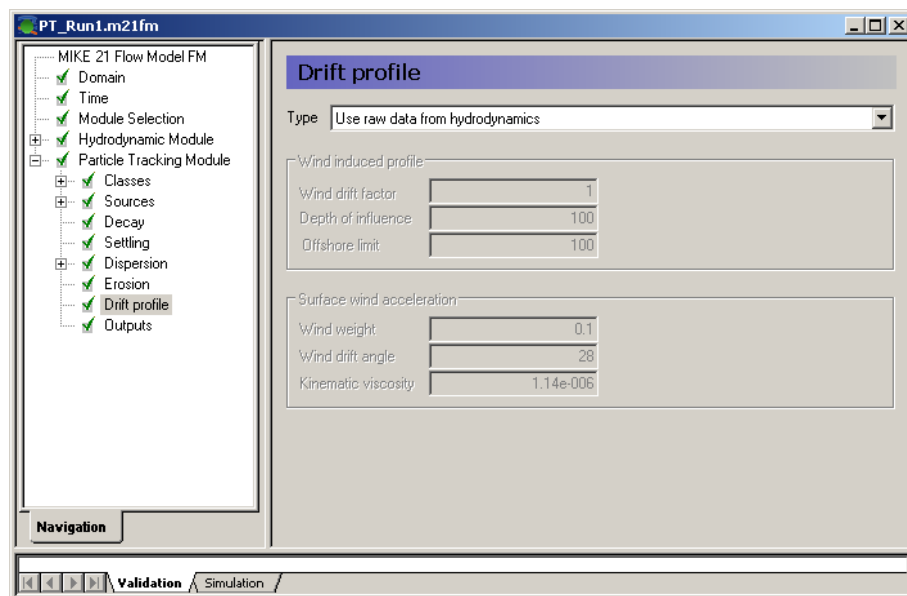 PT_Run1.m21fm
MIKE 21 Flow Model FM
Domain
Time
Module Selection
Hydrodynamic Module
Particle Tracking Module
Classes
Sources
Decay
Settling
Dispersion
Erosion
Drift profile
Outputs
Navigation
Drift profile
Type Use raw data from hydrodynamics
Wind induced profile
Wind drift factor 1
Depth of influence 100
Offshore limit 100
Surface wind acceleration
Wind weight 0.1
Wind drift angle 28
Kinematic viscosity 1.14e-006
Validation Simulation